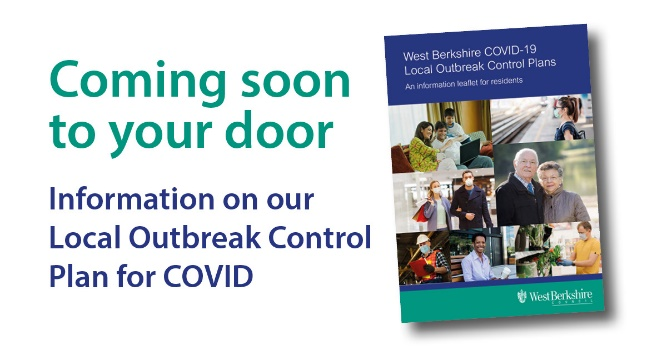 Coming soon
to your door
Information on our
Local Outbreak Control
Plan for COVID
West Berkshire COVID-19
Local Outbreak Control Plans
An information leaflet for residents
West Berkshire
COUNCIL